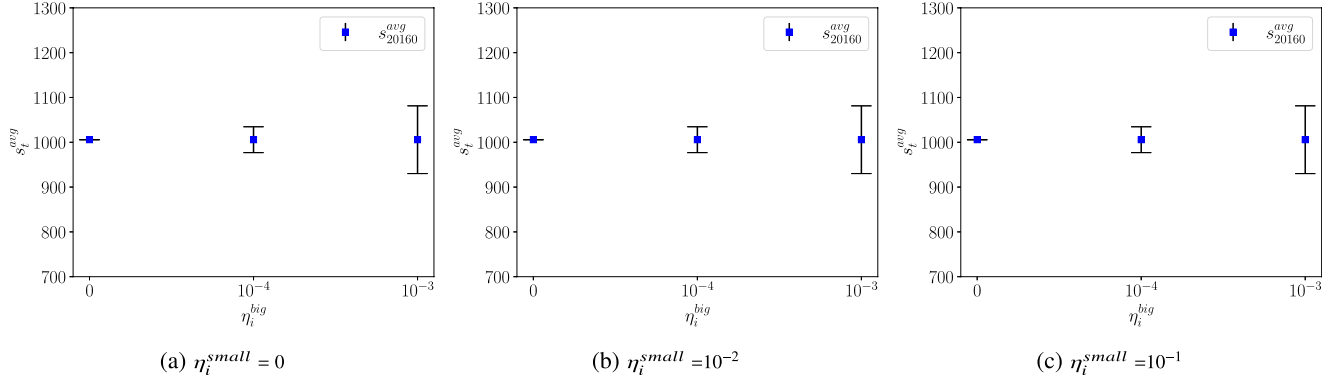 1300
1200
1100
1000
900
800
700
s_t^{avg}
s_{20160}^{avg}
0 10^{-4} 10^{-3}
η_i^{big}
(a) η_i^{small} = 0
1300
1200
1100
1000
900
800
700
s_t^{avg}
s_{20160}^{avg}
0 10^{-4} 10^{-3}
η_i^{big}
(b) η_i^{small} =10^{-2}
1300
1200
1100
1000
900
800
700
s_t^{avg}
s_{20160}^{avg}
0 10^{-4} 10^{-3}
η_i^{big}
(c) η_i^{small} =10^{-1}